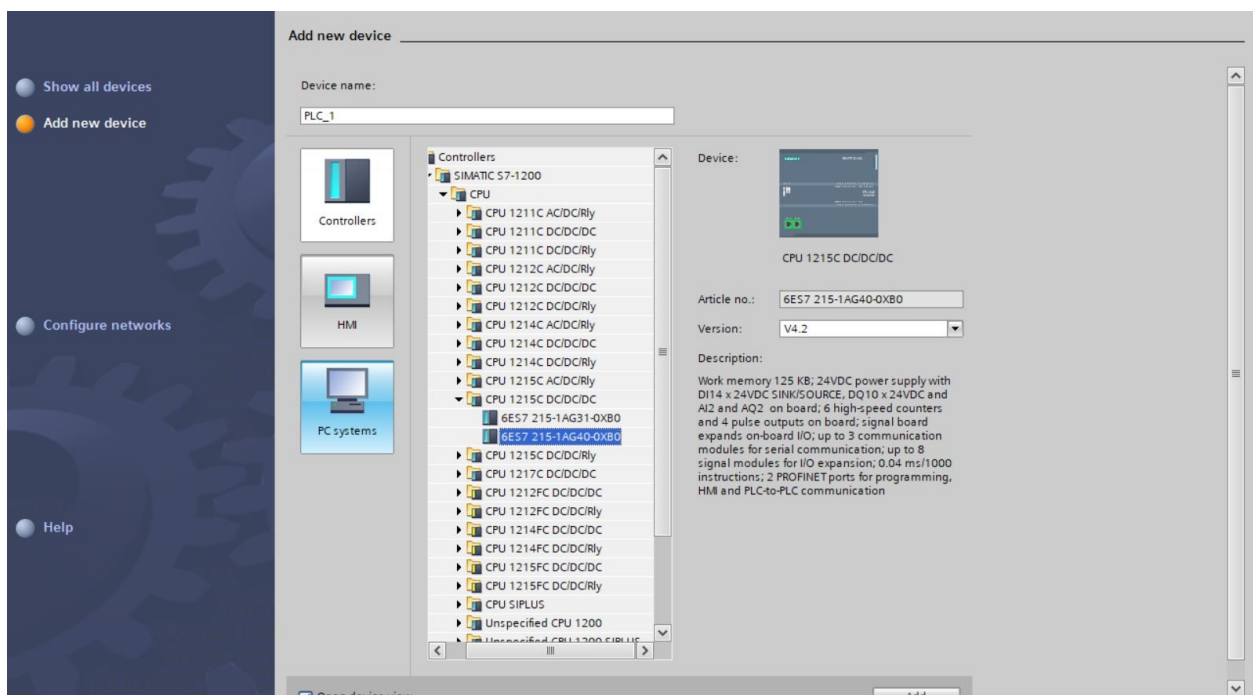 Add new device
Show all devices
Add new device
Configure networks
Help
Device name:
PLC_1
Controllers
HMI
PC systems
Controllers
SIMATIC S7-1200
CPU
CPU 1211C AC/DC/Rly
CPU 1211C DC/DC/DC
CPU 1211C DC/DC/Rly
CPU 1212C AC/DC/Rly
CPU 1212C DC/DC/DC
CPU 1212C DC/DC/Rly
CPU 1214C AC/DC/Rly
CPU 1214C DC/DC/DC
CPU 1214C DC/DC/Rly
CPU 1215C AC/DC/Rly
CPU 1215C DC/DC/DC
6ES7 215-1AG31-0XB0
6ES7 215-1AG40-0XB0
CPU 1215C DC/DC/Rly
CPU 1217C DC/DC/DC
CPU 1212FC DC/DC/DC
CPU 1212FC DC/DC/Rly
CPU 1214FC DC/DC/DC
CPU 1214FC DC/DC/Rly
CPU 1215FC DC/DC/DC
CPU 1215FC DC/DC/Rly
CPU SIPLUS
Unspecified CPU 1200
Unspecified CPU 1200 SIPLUS
Device:
CPU 1215C DC/DC/DC
Article no.:
6ES7 215-1AG40-0XB0
Version:
V4.2
Description:
Work memory 125 KB; 24VDC power supply with
DI14 x 24VDC SINK/SOURCE, DQ10 x 24VDC and
AI2 and AQ2 on board; 6 high-speed counters
and 4 pulse outputs on board; signal board
expands on-board I/O; up to 3 communication
modules for serial communication; up to 8
signal modules for I/O expansion; 0.04 ms/1000
instructions; 2 PROFINET ports for programming,
HMI and PLC-to-PLC communication
Open device view
Add